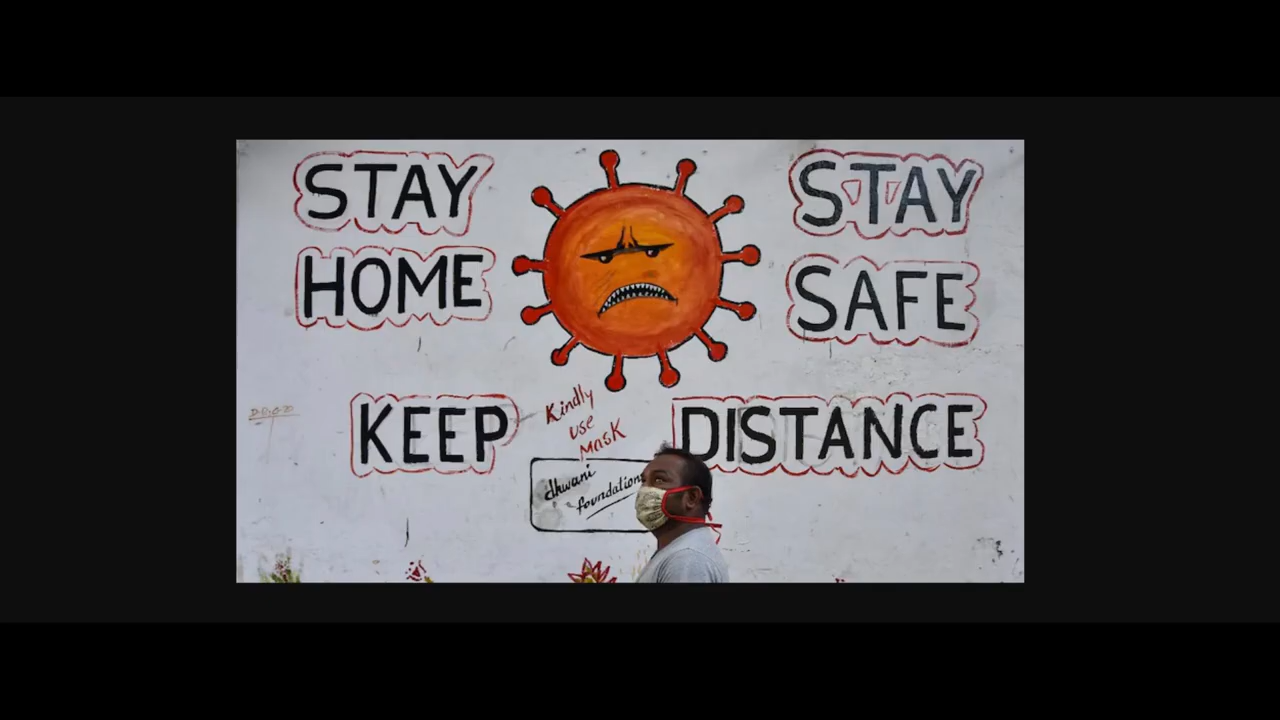 STAY
HOME
STAY
SAFE
KEEP
DISTANCE
Kindly
use
Mask
dhwani
foundation